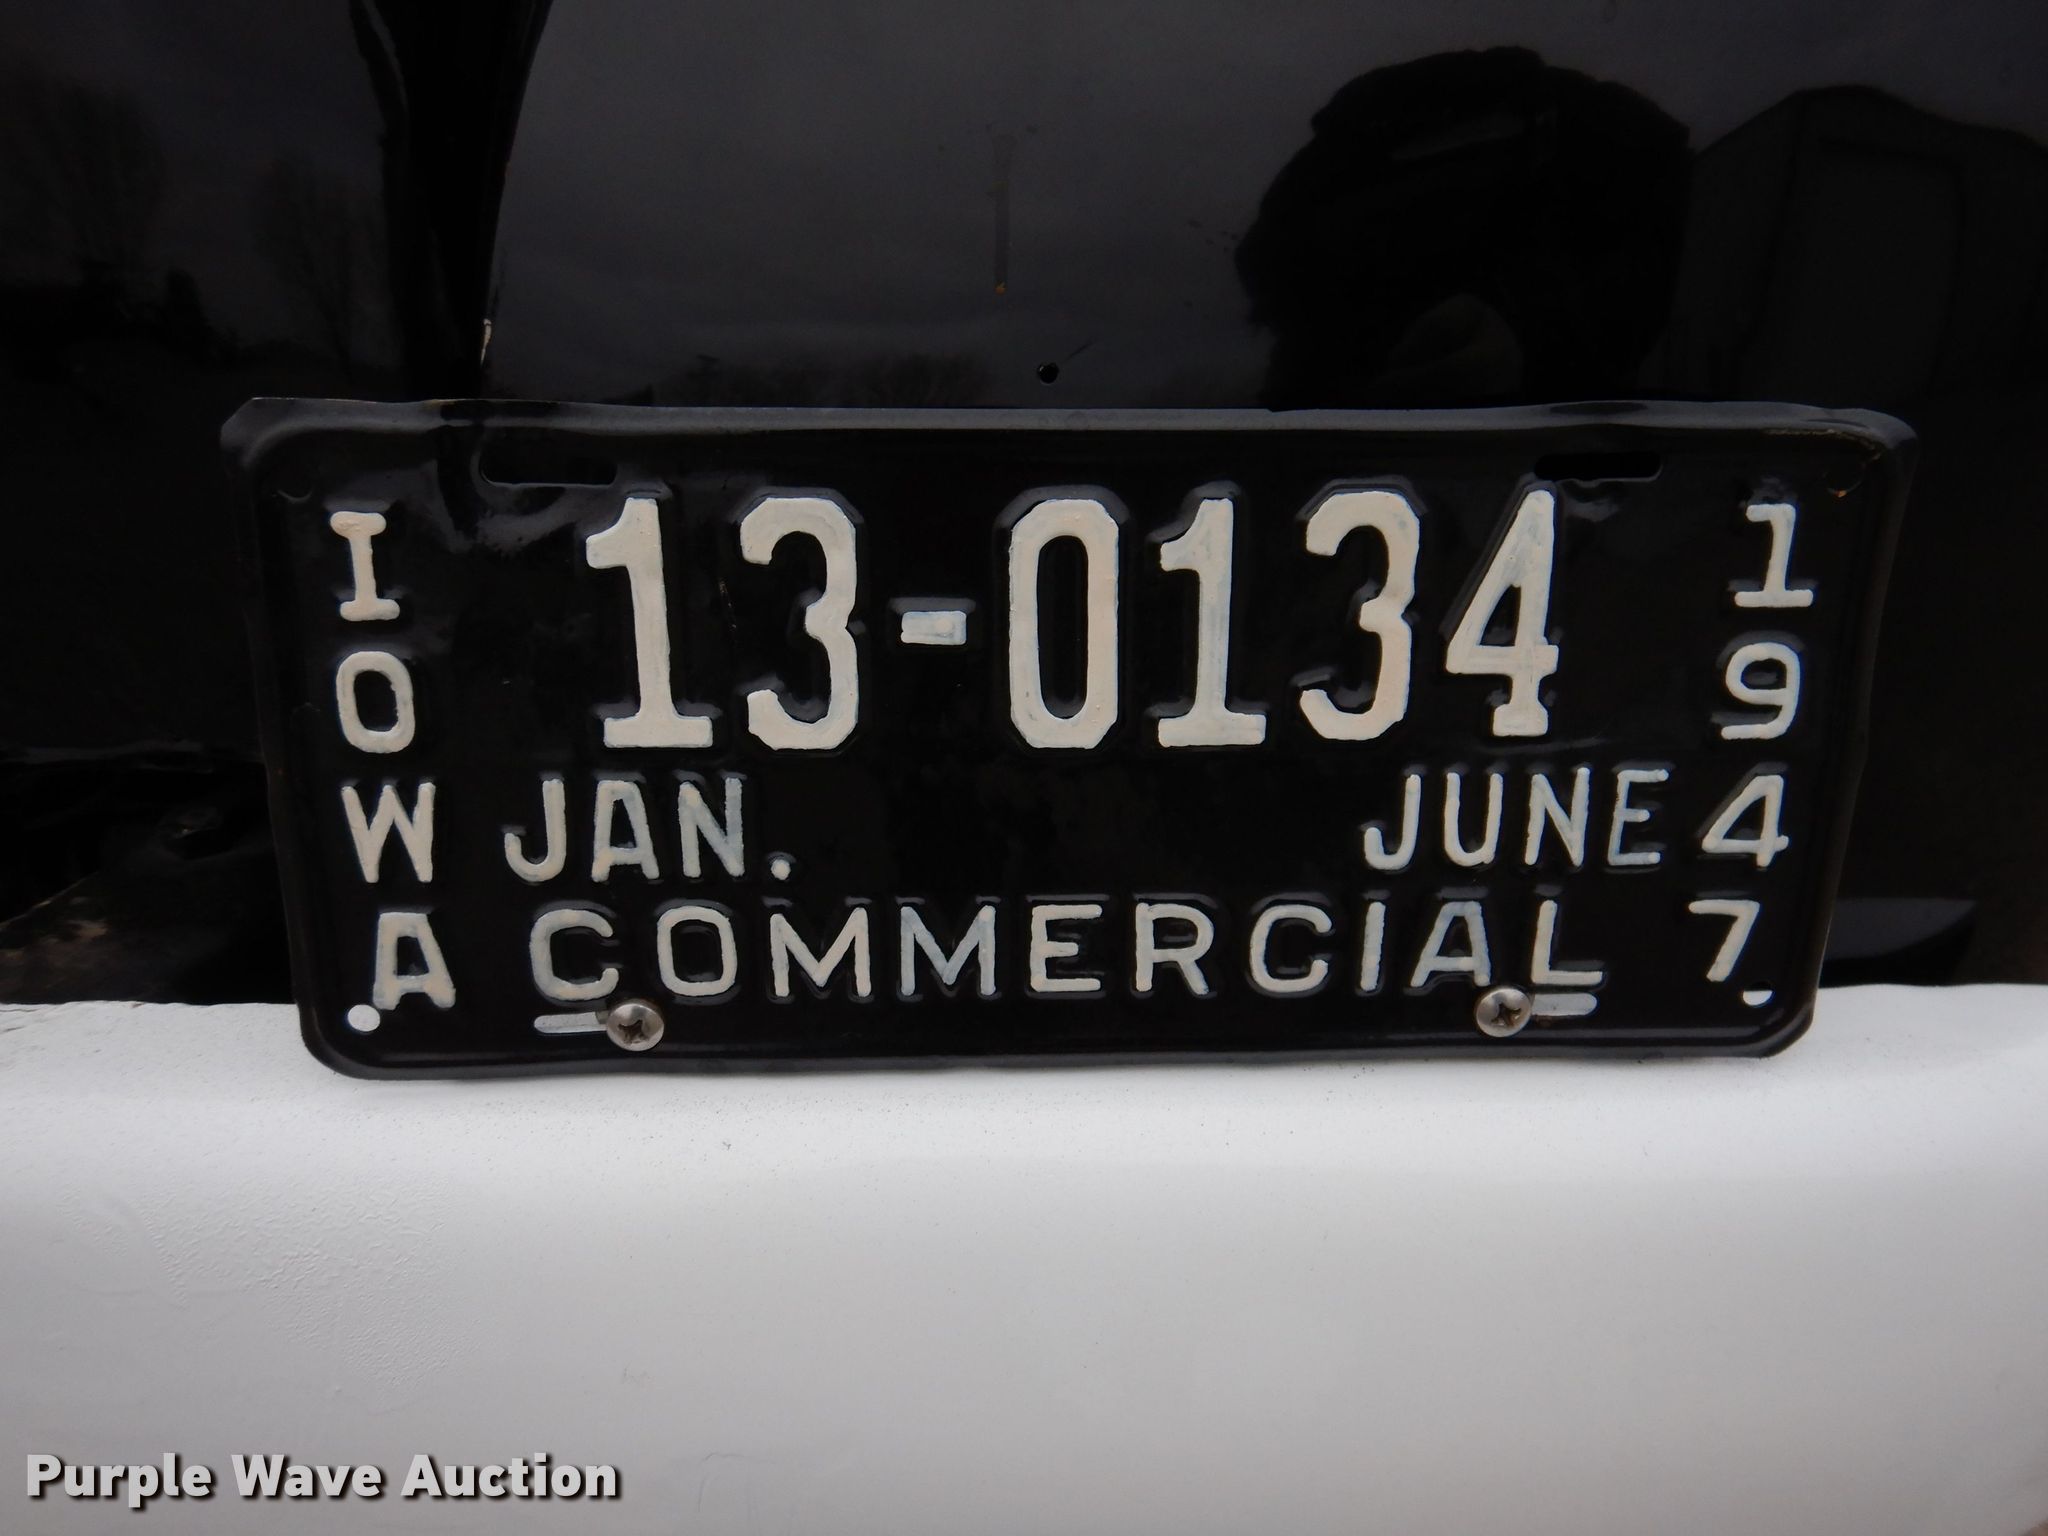 IOWA
13-0134
1947
JAN. JUNE
COMMERCIAL
Purple Wave Auction